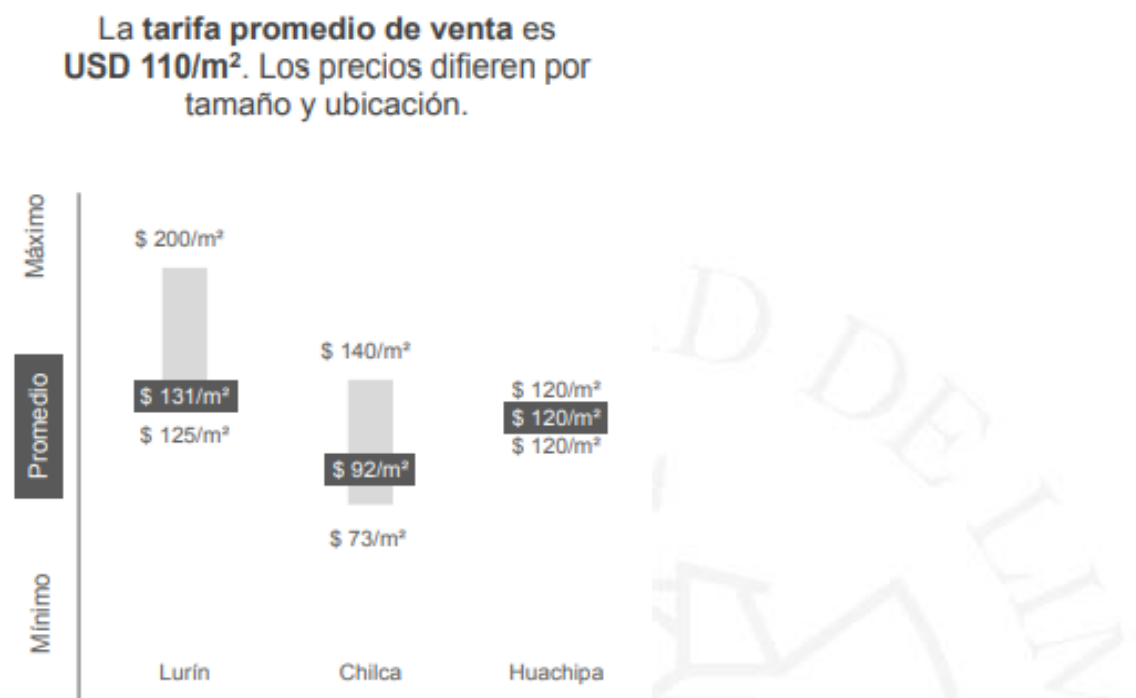 La tarifa promedio de venta es
USD 110/m². Los precios difieren por
tamaño y ubicación.
Máximo
Promedio
Mínimo
$ 200/m²
$ 131/m²
$ 125/m²
$ 140/m²
$ 92/m²
$ 73/m²
$ 120/m²
$ 120/m²
$ 120/m²
Lurín
Chilca
Huachipa
D DE LIM